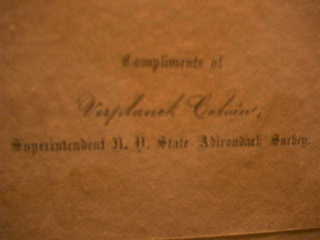 Compliments of
Verplanck Colvin,
Superintendent N. Y. State Adirondack Survey.